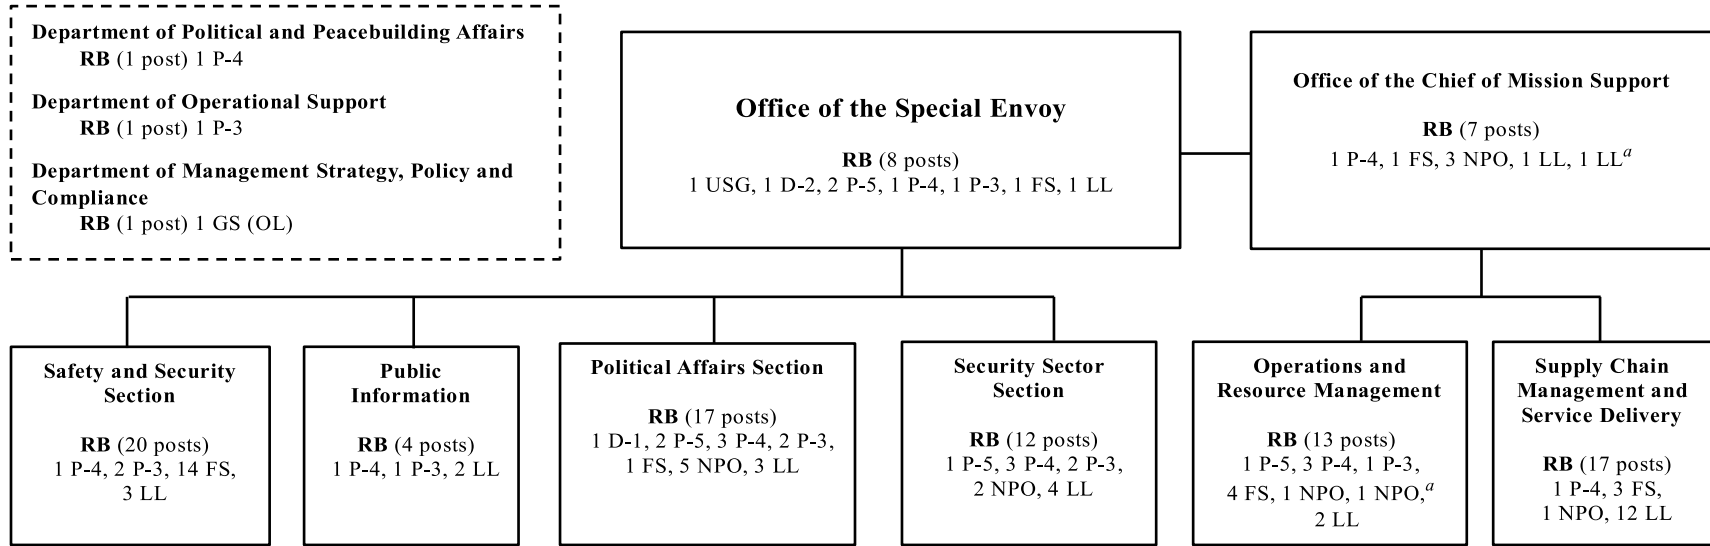 Department of Political and Peacebuilding Affairs
RB (1 post) 1 P-4
Department of Operational Support
RB (1 post) 1 P-3
Department of Management Strategy, Policy and
Compliance
RB (1 post) 1 GS (OL)
Office of the Special Envoy
RB (8 posts)
1 USG, 1 D-2, 2 P-5, 1 P-4, 1 P-3, 1 FS, 1 LL
Office of the Chief of Mission Support
RB (7 posts)
1 P-4, 1 FS, 3 NPO, 1 LL, 1 LLa
Safety and Security
Section
RB (20 posts)
1 P-4, 2 P-3, 14 FS,
3 LL
Public
Information
RB (4 posts)
1 P-4, 1 P-3, 2 LL
Political Affairs Section
RB (17 posts)
1 D-1, 2 P-5, 3 P-4, 2 P-3,
1 FS, 5 NPO, 3 LL
Security Sector
Section
RB (12 posts)
1 P-5, 3 P-4, 2 P-3,
2 NPO, 4 LL
Operations and
Resource Management
RB (13 posts)
1 P-5, 3 P-4, 1 P-3,
4 FS, 1 NPO, 1 NPO,a
2 LL
Supply Chain
Management and
Service Delivery
RB (17 posts)
1 P-4, 3 FS,
1 NPO, 12 LL